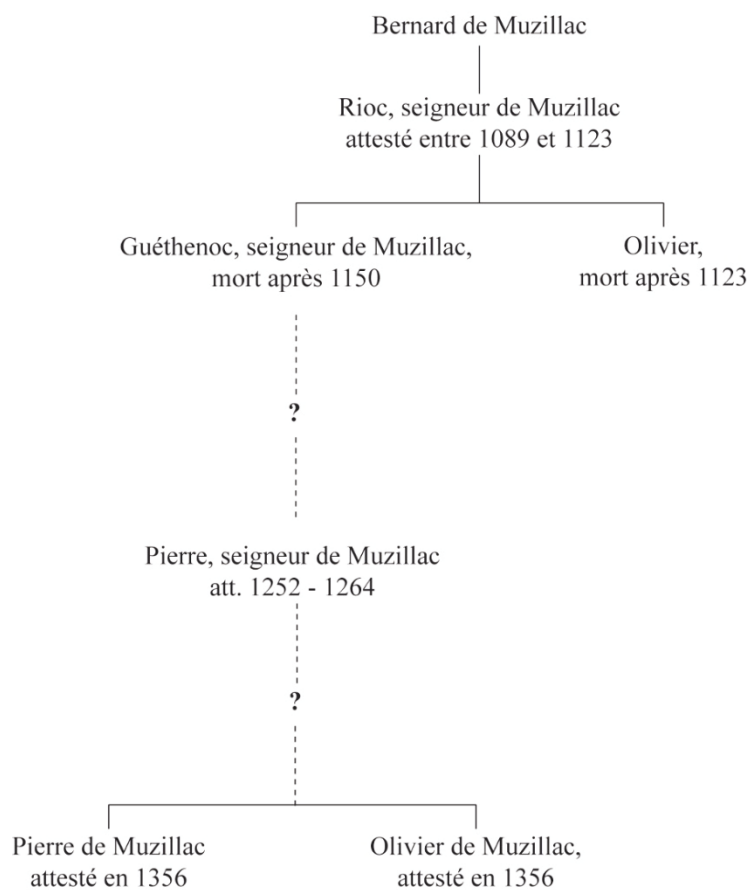 Bernard de Muzillac
Rioc, seigneur de Muzillac
attesté entre 1089 et 1123
Guéthenoc, seigneur de Muzillac,
mort après 1150
Olivier,
mort après 1123
?
Pierre, seigneur de Muzillac
att. 1252 - 1264
?
Pierre de Muzillac
attesté en 1356
Olivier de Muzillac,
attesté en 1356